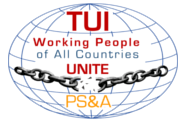 TUI
Working People
of All Countries
UNITE
PS&A